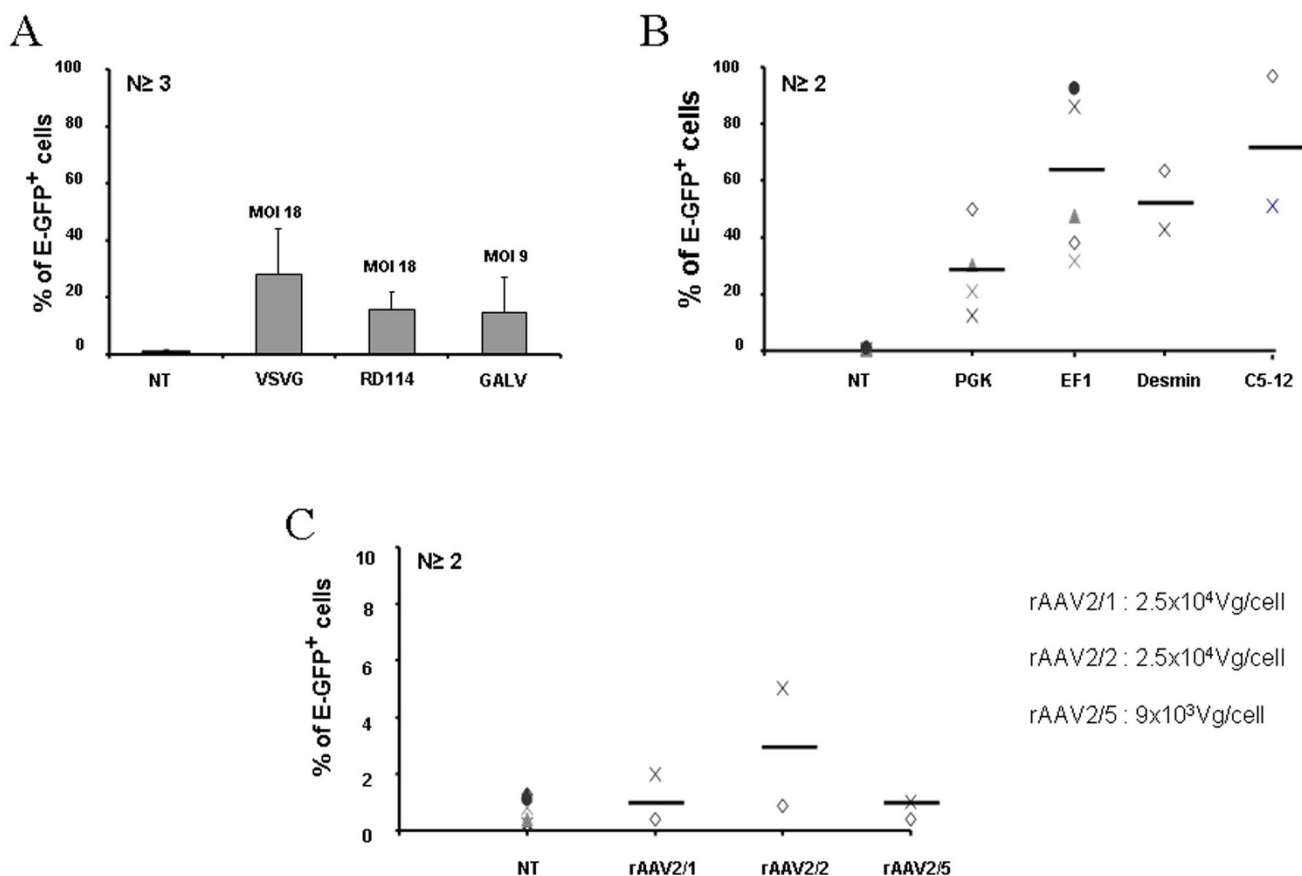 A
% of E-GFP⁺ cells
100
80
60
40
20
0
N≥ 3
MOI 18
MOI 18
MOI 9
NT VSVG RD114 GALV
B
% of E-GFP⁺ cells
100
80
60
40
20
0
N≥ 2
NT PGK EF1 Desmin C5-12
C
% of E-GFP⁺ cells
10
8
6
4
2
0
N≥ 2
NT rAAV2/1 rAAV2/2 rAAV2/5
rAAV2/1 : 2.5x10⁴Vg/cell
rAAV2/2 : 2.5x10⁴Vg/cell
rAAV2/5 : 9x10³Vg/cell